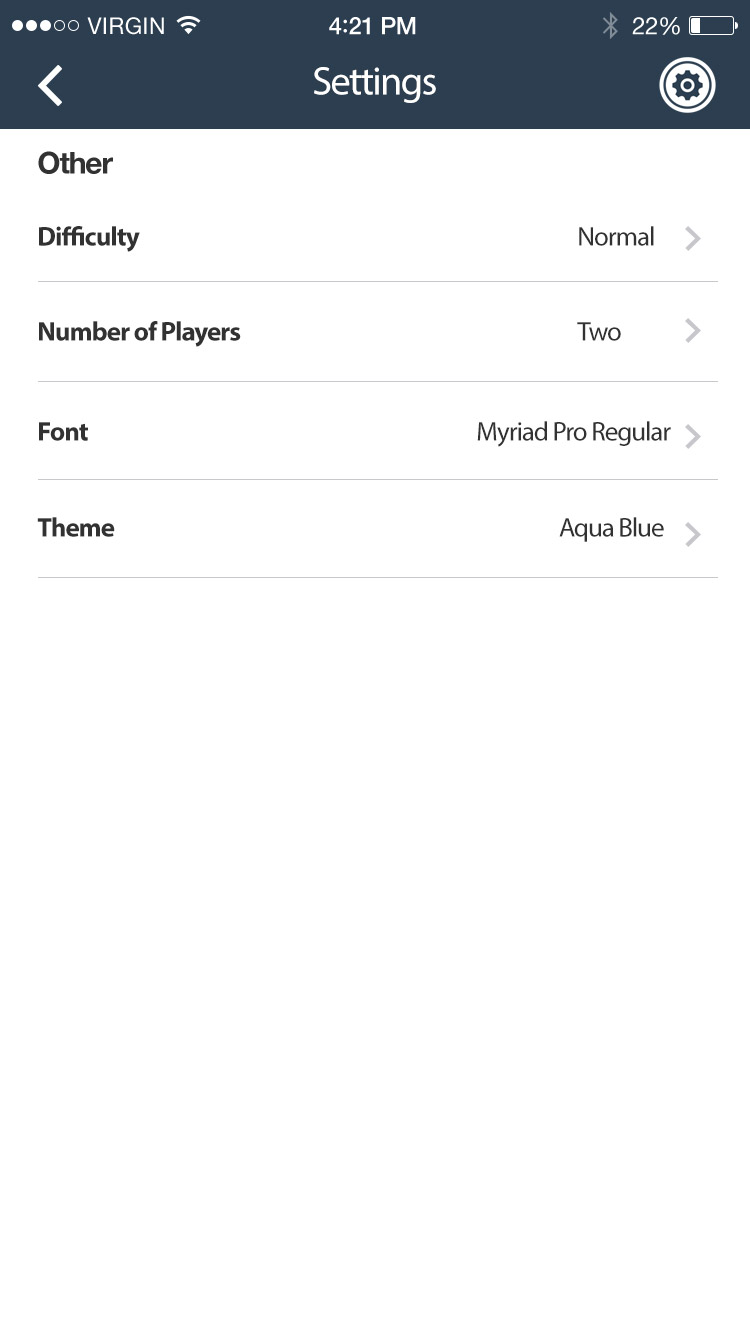 VIRGIN 4:21 PM 22%
Settings
Other
Difficulty Normal
Number of Players Two
Font Myriad Pro Regular
Theme Aqua Blue